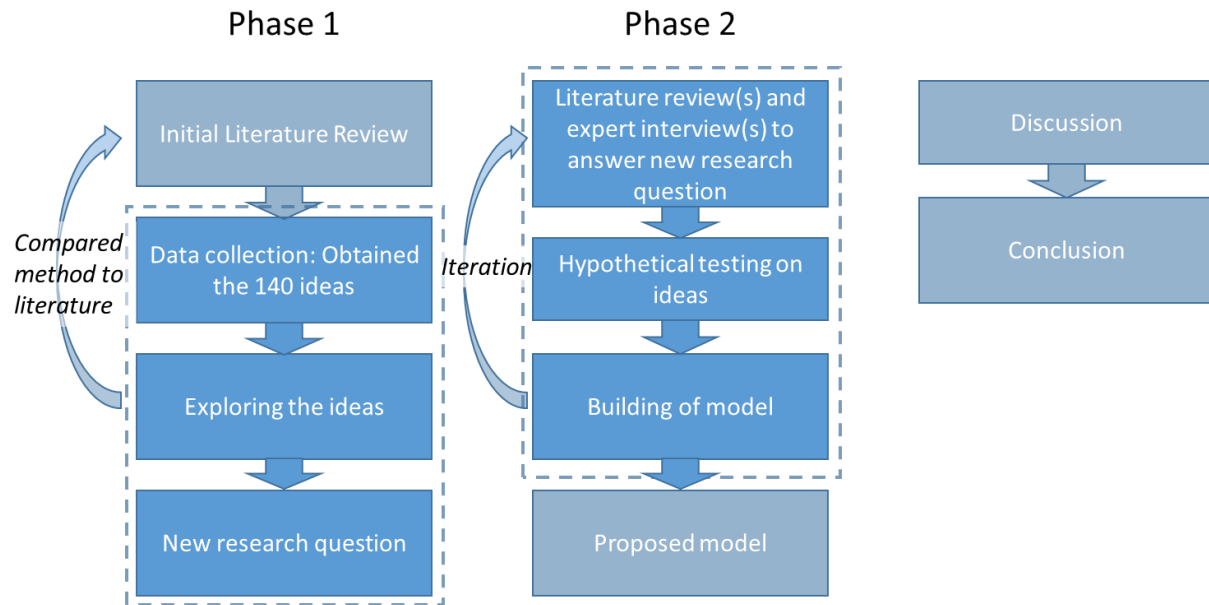 Phase 1
Initial Literature Review
Compared
method to
literature
Data collection: Obtained
the 140 ideas
Exploring the ideas
New research question
Phase 2
Literature review(s) and
expert interview(s) to
answer new research
question
Iteration
Hypothetical testing on
ideas
Building of model
Proposed model
Discussion
Conclusion